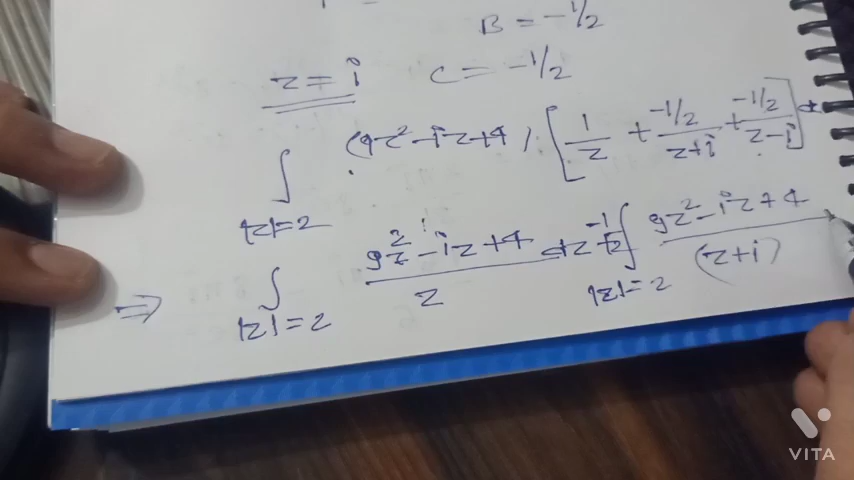 B = -1/2
z = i C = -1/2
∫ |z|=2 (9z² - iz + 4) [1/z + -1/2/z+i + -1/2/z-i] d
⇒ ∫ |z|=2 9z² - iz + 4/z dz - 1/2 ∫ |z|=2 9z² - iz + 4/(z+i)
VITA